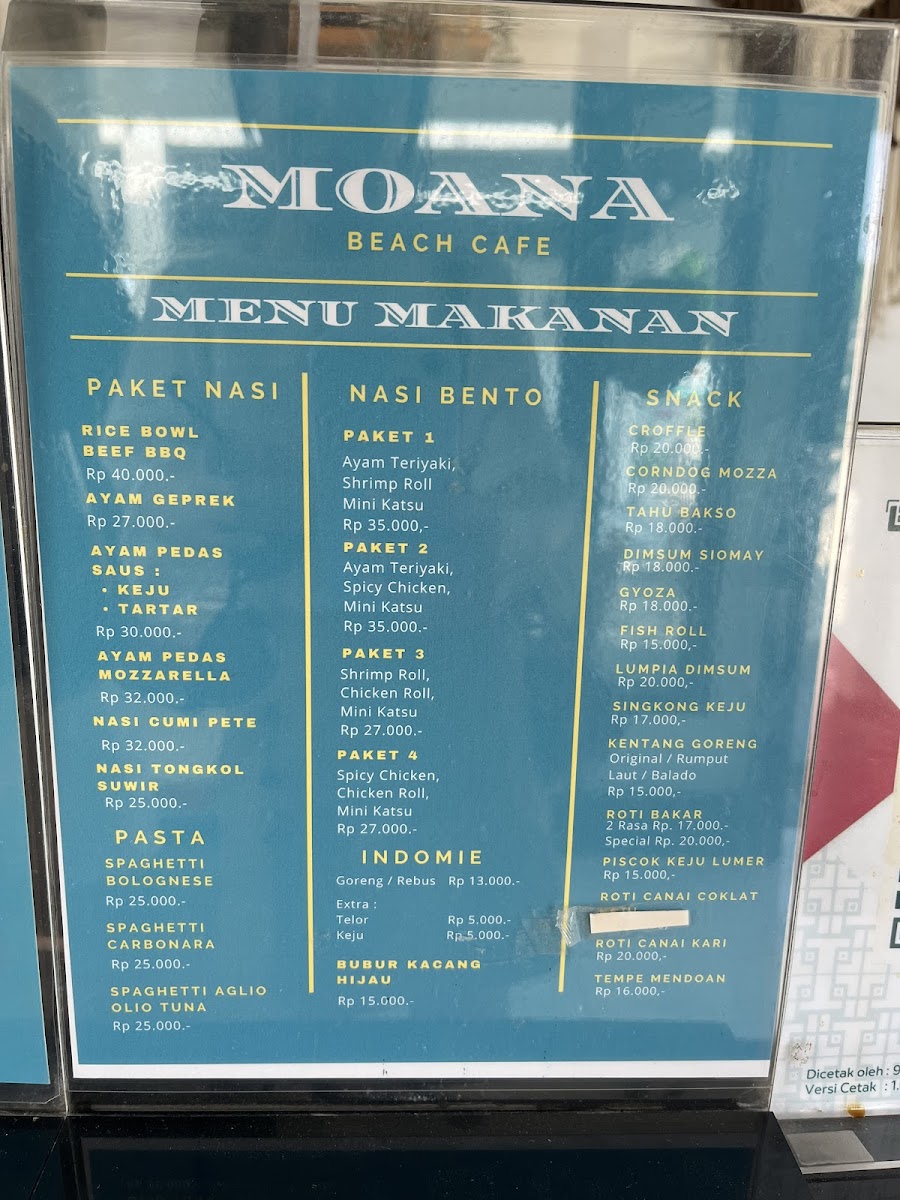 MOANA
BEACH CAFE
MENU MAKANAN
PAKET NASI
RICE BOWL
BEEF BBQ
Rp 40.000.-
AYAM GEPREK
Rp 27.000.-
AYAM PEDAS
SAUS :
• KEJU
• TARTAR
Rp 30.000.-
AYAM PEDAS
MOZZARELLA
Rp 32.000.-
NASI CUMI PETE
Rp 32.000.-
NASI TONGKOL
SUWIR
Rp 25.000.-
PASTA
SPAGHETTI
BOLOGNESE
Rp 25.000.-
SPAGHETTI
CARBONARA
Rp 25.000.-
SPAGHETTI AGLIO
OLIO TUNA
Rp 25.000.-
NASI BENTO
PAKET 1
Ayam Teriyaki,
Shrimp Roll
Mini Katsu
Rp 35.000,-
PAKET 2
Ayam Teriyaki,
Spicy Chicken,
Mini Katsu
Rp 35.000.-
PAKET 3
Shrimp Roll,
Chicken Roll,
Mini Katsu
Rp 27.000.-
PAKET 4
Spicy Chicken,
Chicken Roll,
Mini Katsu
Rp 27.000.-
INDOMIE
Goreng / Rebus Rp 13.000.-
Extra :
Telor Rp 5.000.-
Keju Rp 5.000.-
BUBUR KACANG
HIJAU
Rp 15.000.-
SNACK
CROFFLE
Rp 20.000.-
CORNDOG MOZZA
Rp 20.000.-
TAHU BAKSO
Rp 18.000.-
DIMSUM SIOMAY
Rp 18.000.-
GYOZA
Rp 18.000.-
FISH ROLL
Rp 15.000,-
LUMPIA DIMSUM
Rp 20.000,-
SINGKONG KEJU
Rp 17.000,-
KENTANG GORENG
Original / Rumput
Laut / Balado
Rp 15.000,-
ROTI BAKAR
2 Rasa Rp. 17.000.-
Special Rp. 20.000,-
PISCOK KEJU LUMER
Rp 15.000,-
ROTI CANAI COKLAT
ROTI CANAI KARI
Rp 20.000,-
TEMPE MENDOAN
Rp 16.000,-
Dicetak oleh : 9
Versi Cetak : 1.